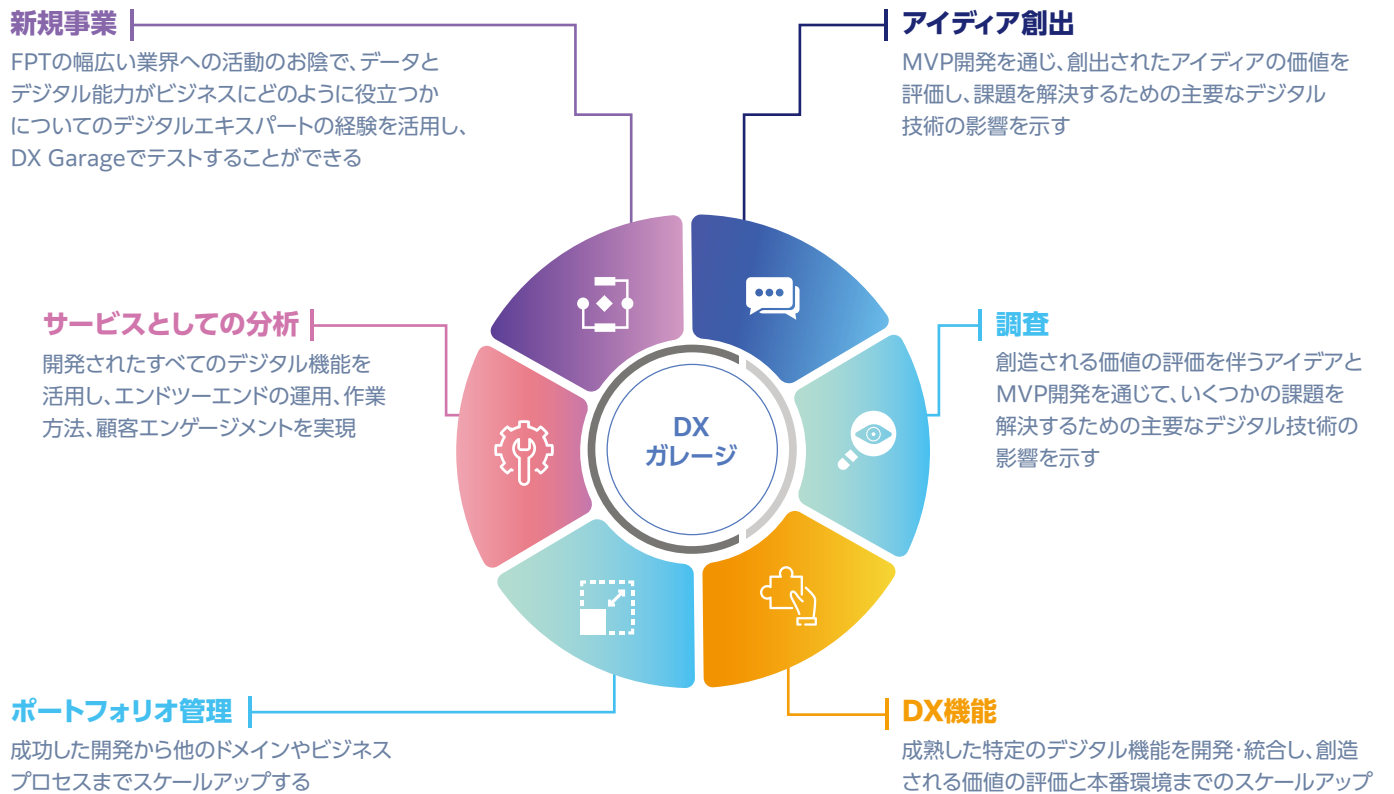 新規事業
FPTの幅広い業界への活動のお陰で、データと
デジタル能力がビジネスにどのように役立つか
についてのデジタルエキスパートの経験を活用し、
DX Garageでテストすることができる
アイディア創出
MVP開発を通じ、創出されたアイディアの価値を
評価し、課題を解決するための主要なデジタル
技術の影響を示す
サービスとしての分析
開発されたすべてのデジタル機能を
活用し、エンドツーエンドの運用、作業
方法、顧客エンゲージメントを実現
調査
創造される価値の評価を伴うアイデアと
MVP開発を通じて、いくつかの課題を
解決するための主要なデジタル技t術の
影響を示す
DX
ガレージ
ポートフォリオ管理
成功した開発から他のドメインやビジネス
プロセスまでスケールアップする
DX機能
成熟した特定のデジタル機能を開発･統合し、創造
される価値の評価と本番環境までのスケールアップ